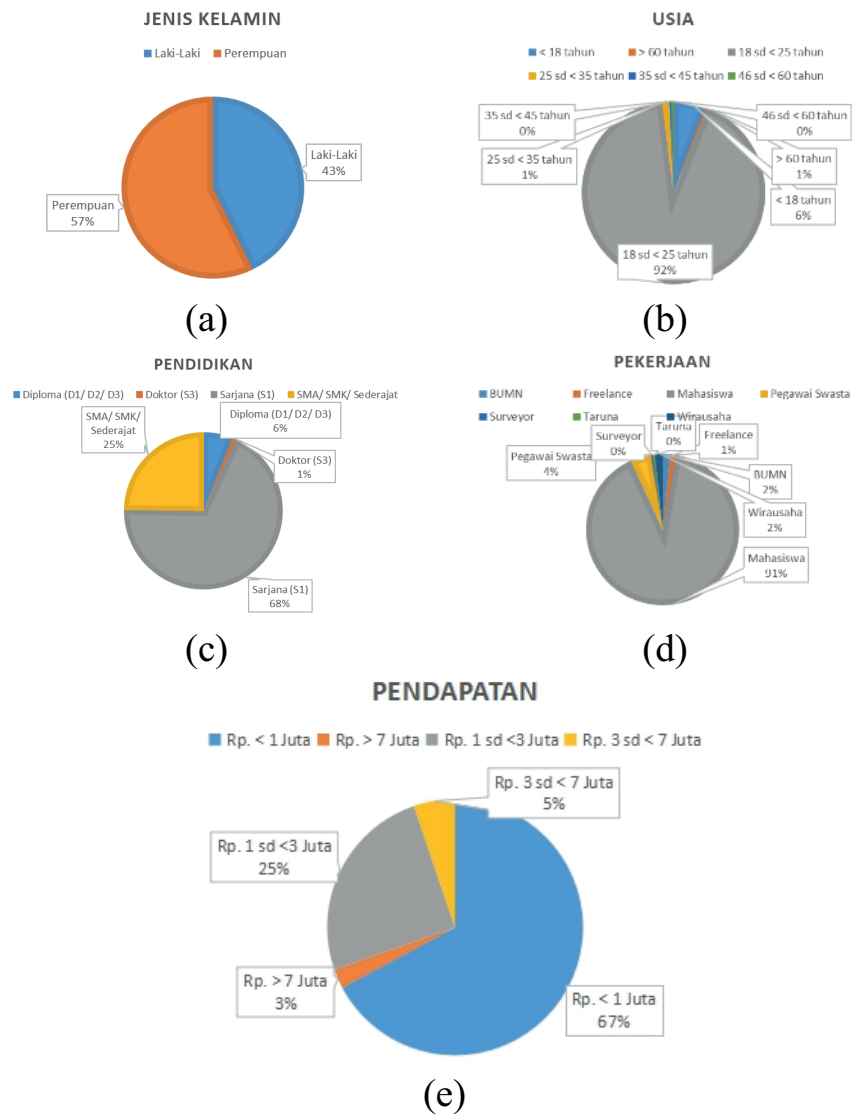 JENIS KELAMIN
Laki-Laki Perempuan
Laki-Laki
43%
Perempuan
57%
(a)
USIA
< 18 tahun > 60 tahun 18 sd < 25 tahun
25 sd < 35 tahun 35 sd < 45 tahun 46 sd < 60 tahun
35 sd < 45 tahun
0%
46 sd < 60 tahun
0%
25 sd < 35 tahun
1%
> 60 tahun
1%
< 18 tahun
6%
18 sd < 25 tahun
92%
(b)
PENDIDIKAN
Diploma (D1/ D2/ D3) Doktor (S3) Sarjana (S1) SMA/ SMK/ Sederajat
SMA/ SMK/
Sederajat
25%
Diploma (D1/ D2/ D3)
6%
Doktor (S3)
1%
Sarjana (S1)
68%
(c)
PEKERJAAN
BUMN Freelance Mahasiswa Pegawai Swasta
Surveyor Taruna Wirausaha
Taruna
0%
Surveyor
0%
Freelance
1%
Pegawai Swasta
4%
BUMN
2%
Wirausaha
2%
Mahasiswa
91%
(d)
PENDAPATAN
Rp. < 1 Juta Rp. > 7 Juta Rp. 1 sd <3 Juta Rp. 3 sd < 7 Juta
Rp. 3 sd < 7 Juta
5%
Rp. 1 sd <3 Juta
25%
Rp. > 7 Juta
3%
Rp. < 1 Juta
67%
(e)